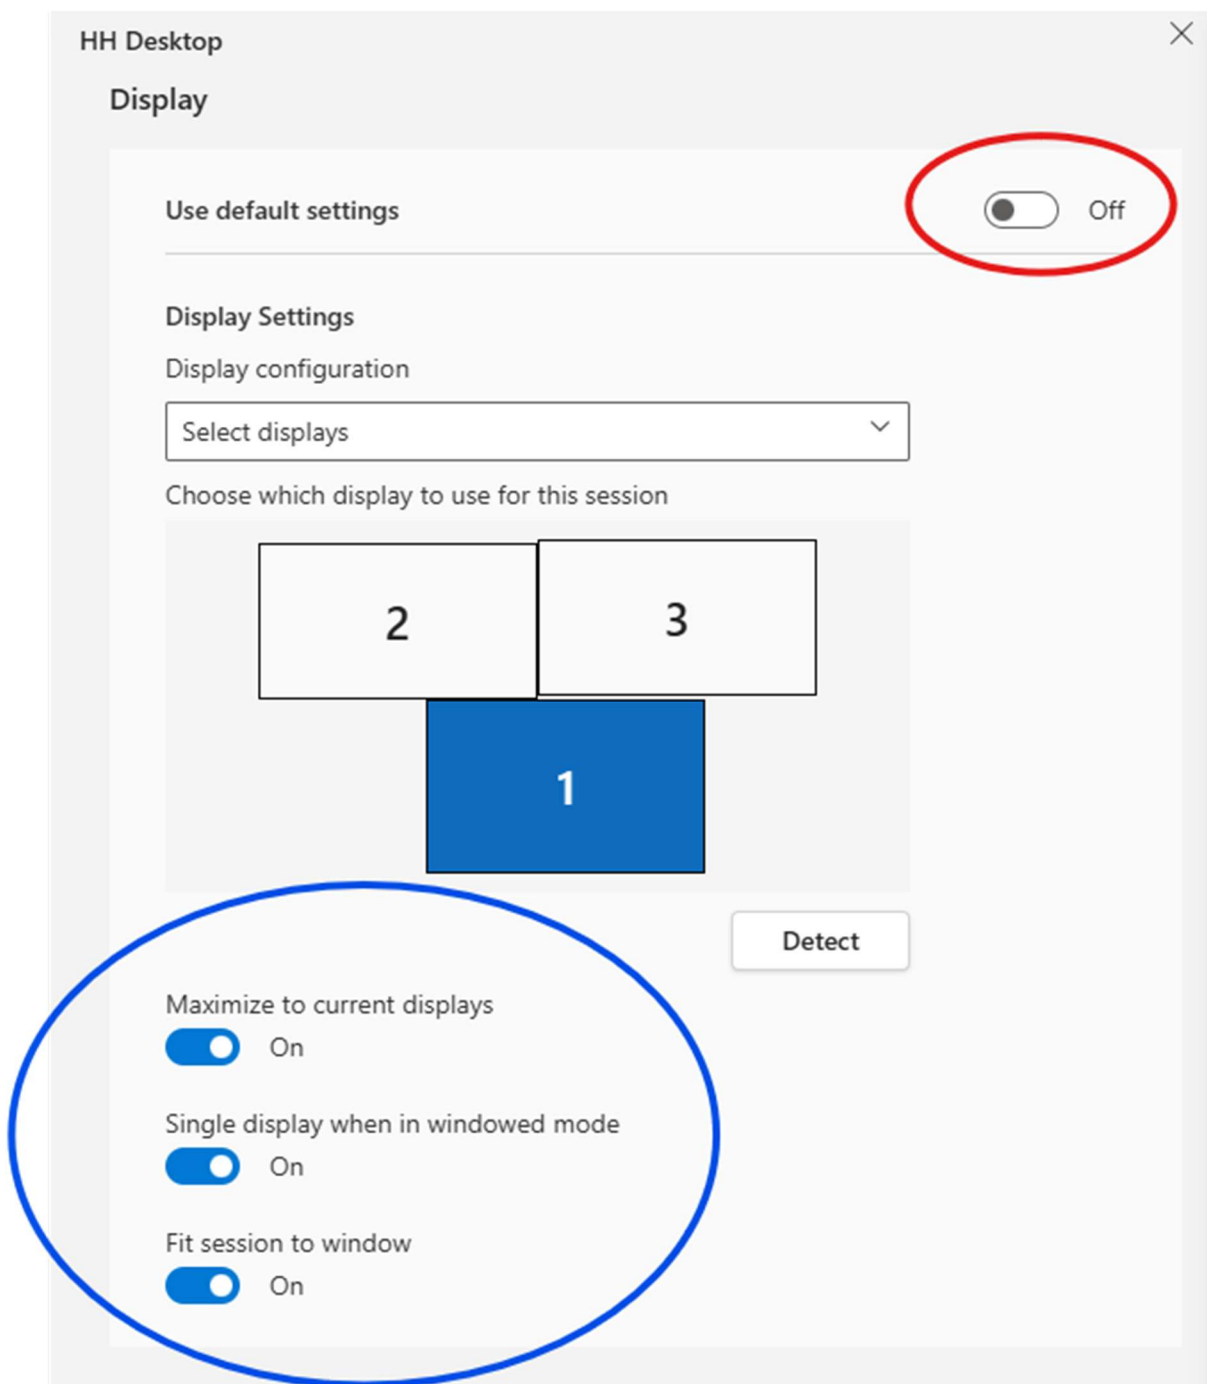 HH Desktop
Display
Use default settings
Off
Display Settings
Display configuration
Select displays
Choose which display to use for this session
2
3
1
Detect
Maximize to current displays
On
Single display when in windowed mode
On
Fit session to window
On